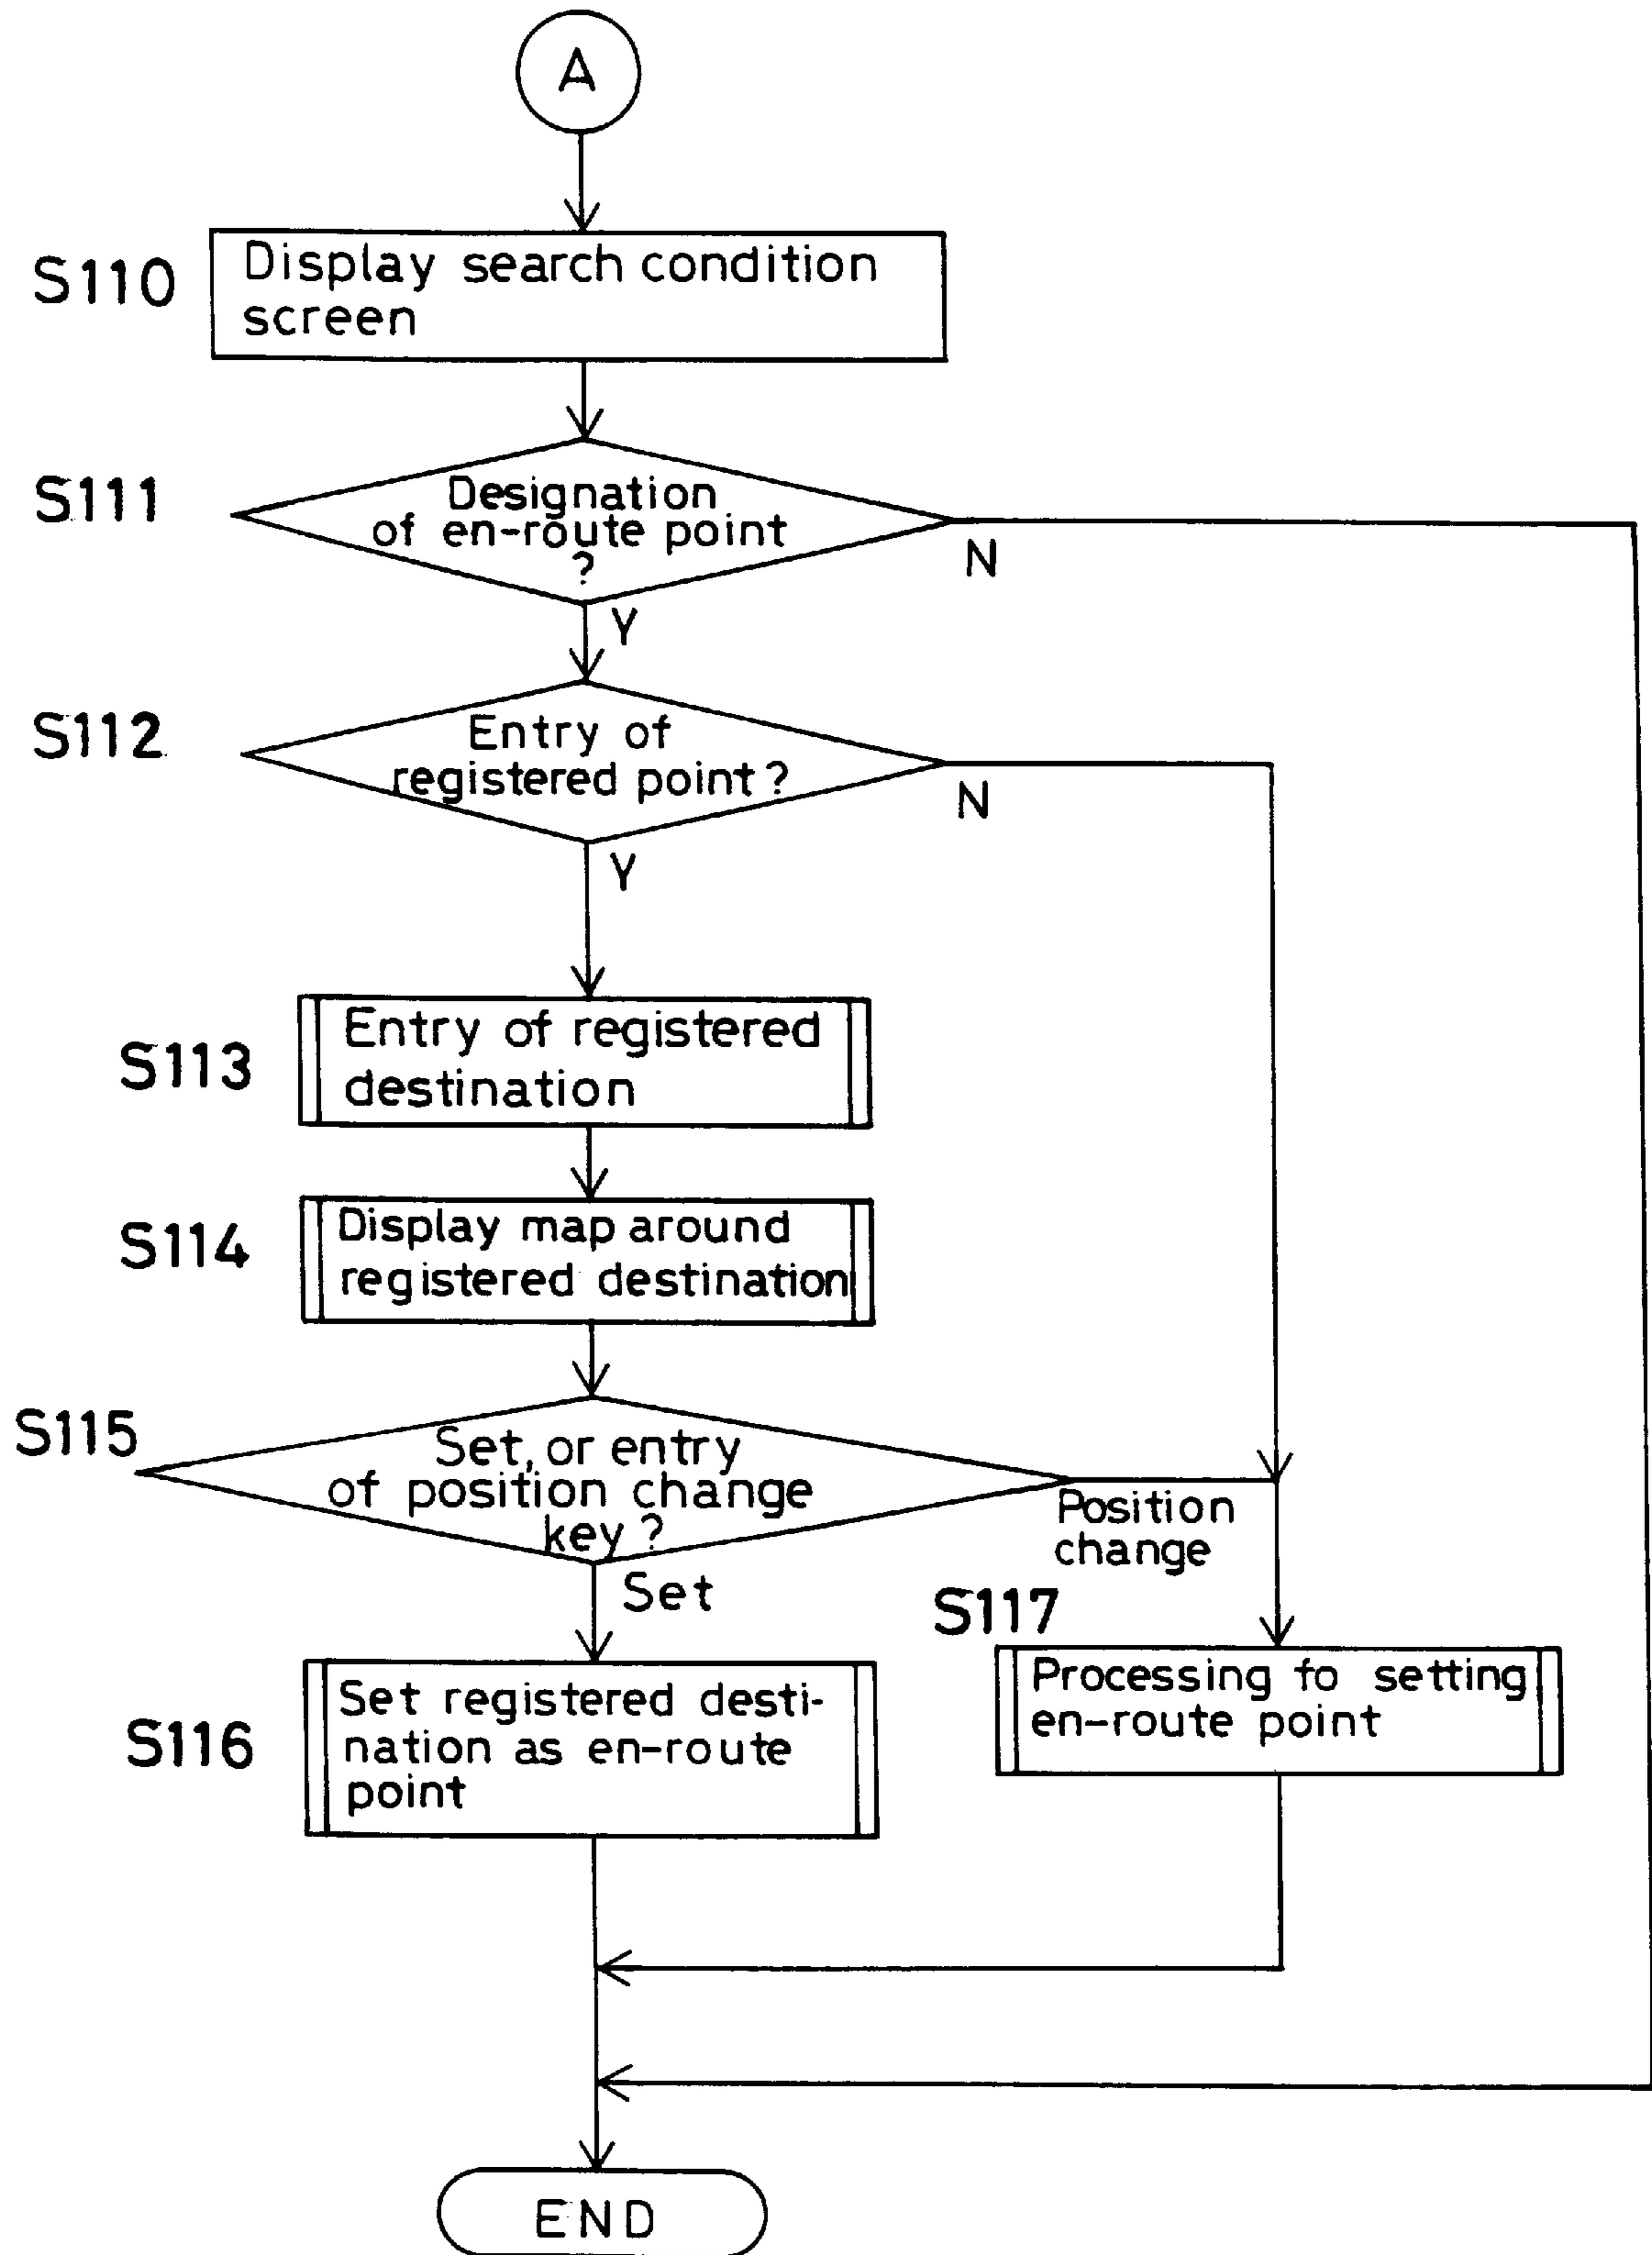 A
S110
Display search condition
screen
S111
Designation
of en-route point
?
N
Y
S112
Entry of
registered point?
N
Y
S113
Entry of registered
destination
S114
Display map around
registered destination
S115
Set, or entry
of position change
key?
Position
change
Set
S117
Processing fo setting
en-route point
S116
Set registered desti-
nation as en-route
point
END